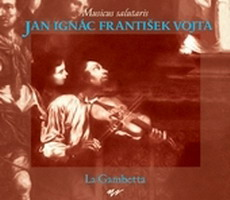 Musicus salutaris
JAN IGNÁC FRANTIŠEK VOJTA
La Gambetta